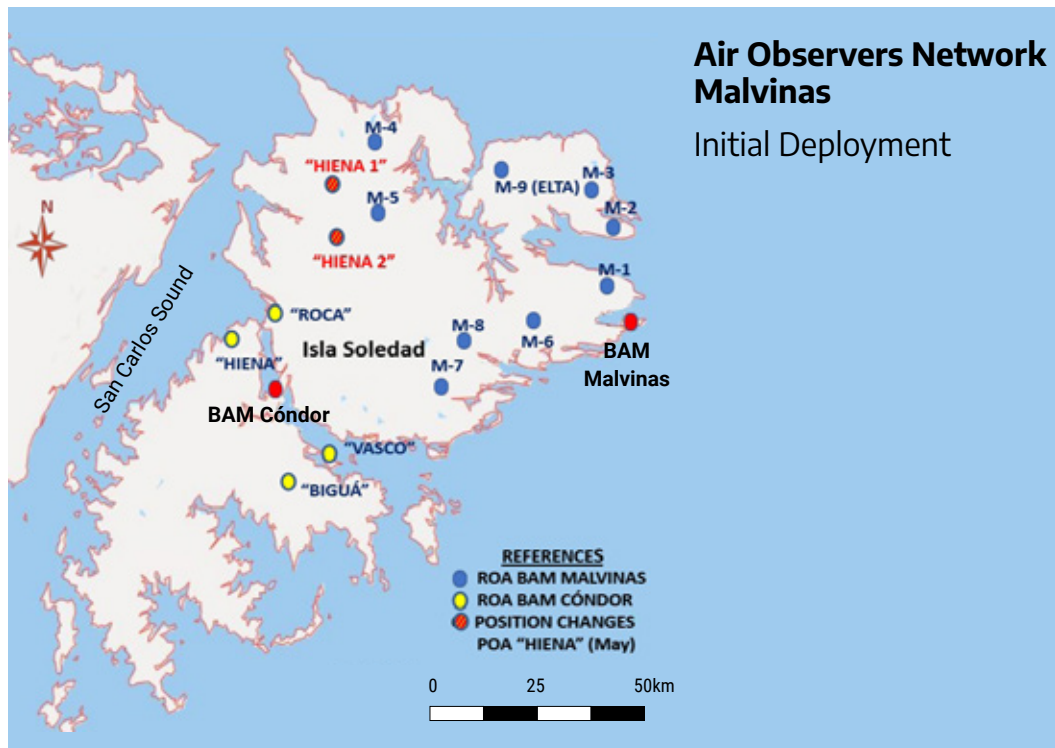 Air Observers Network
Malvinas
Initial Deployment
M-4
"HIENA 1"
M-5
M-9 (ELTA)
M-3
M-2
"HIENA 2"
N
M-1
San Carlos Sound
"ROCA"
M-8
Isla Soledad
M-6
"HIENA"
BAM
Malvinas
M-7
BAM Cóndor
"VASCO"
"BIGUÁ"
REFERENCES
ROA BAM MALVINAS
ROA BAM CÓNDOR
POSITION CHANGES
POA "HIENA" (May)
0 25 50km